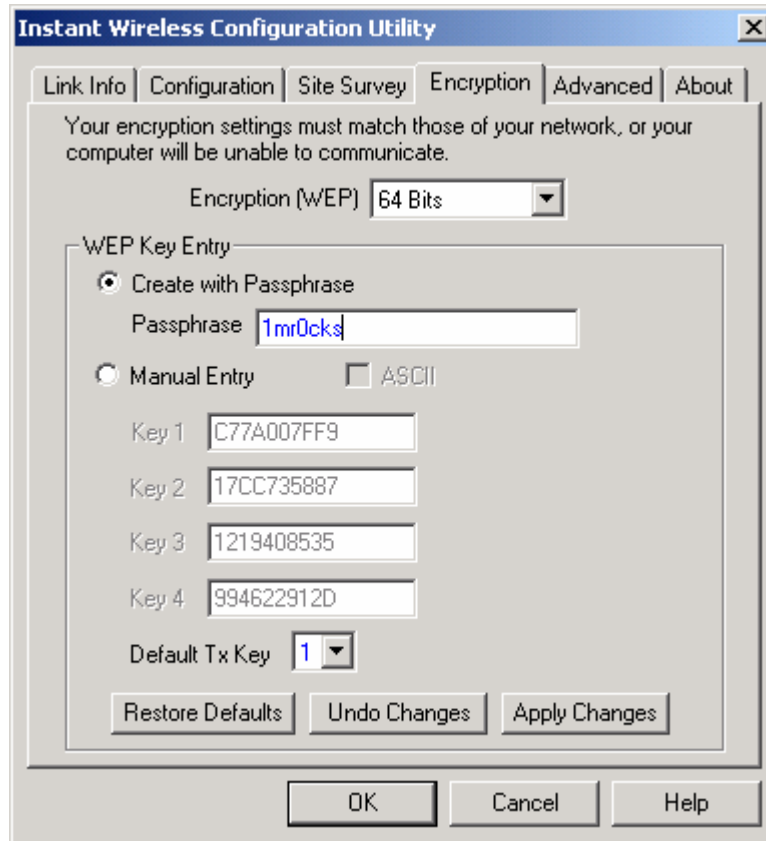 Instant Wireless Configuration Utility
Link Info Configuration Site Survey Encryption Advanced About
Your encryption settings must match those of your network, or your
computer will be unable to communicate.
Encryption (WEP) 64 Bits
WEP Key Entry
Create with Passphrase
Passphrase 1mr0cks
Manual Entry ASCII
Key 1 C77A007FF9
Key 2 17CC735887
Key 3 1219408535
Key 4 994622912D
Default Tx Key 1
Restore Defaults Undo Changes Apply Changes
OK Cancel Help